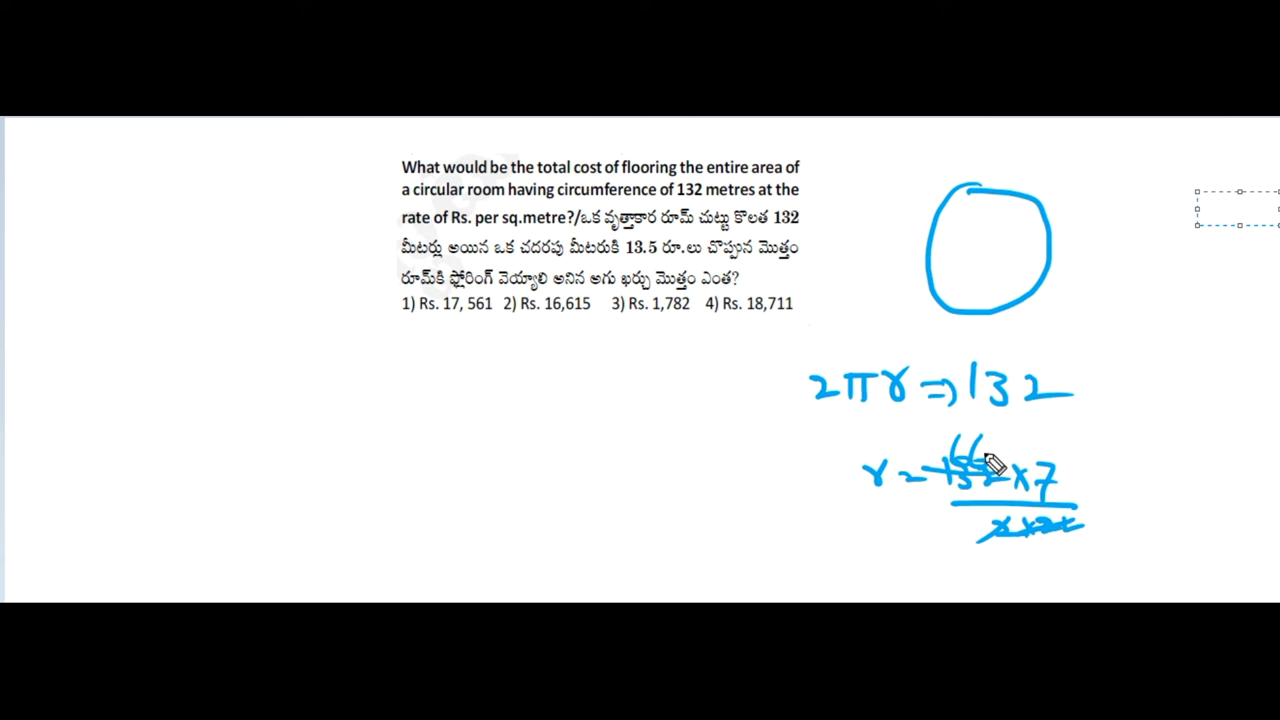 What would be the total cost of flooring the entire area of
a circular room having circumference of 132 metres at the
rate of Rs. per sq.metre?/ఒక వృత్తాకార రూమ్ చుట్టు కొలత 132
మీటర్లు అయిన ఒక చదరపు మీటరుకి 13.5 రూ.లు చొప్పున మొత్తం
రూమ్‌కి ఫ్లోరింగ్ వెయ్యాలి అనిన అగు ఖర్చు మొత్తం ఎంత?
1) Rs. 17, 561 2) Rs. 16,615 3) Rs. 1,782 4) Rs. 18,711
2πr ⇒ 132
66
r = 132 × 7